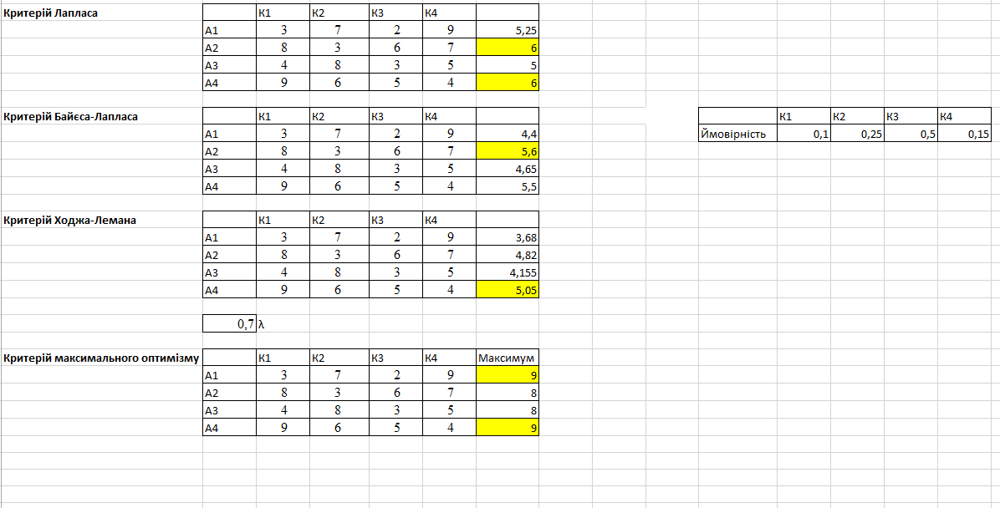 Критерій Лапласа К1 К2 К3 К4
А1 3 7 2 9 5,25
А2 8 3 6 7 6
А3 4 8 3 5 5
А4 9 6 5 4 6
Критерій Байєса-Лапласа К1 К2 К3 К4 К1 К2 К3 К4
А1 3 7 2 9 4,4 Ймовірність 0,1 0,25 0,5 0,15
А2 8 3 6 7 5,6
А3 4 8 3 5 4,65
А4 9 6 5 4 5,5
Критерій Ходжа-Лемана К1 К2 К3 К4
А1 3 7 2 9 3,68
А2 8 3 6 7 4,82
А3 4 8 3 5 4,155
А4 9 6 5 4 5,05
0,7 λ
Критерій максимального оптимізму К1 К2 К3 К4 Максимум
А1 3 7 2 9 9
А2 8 3 6 7 8
А3 4 8 3 5 8
А4 9 6 5 4 9